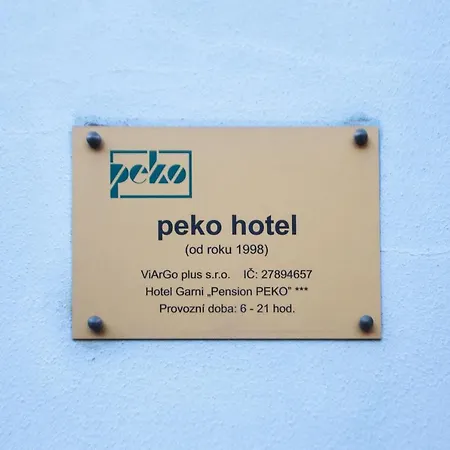 peko
peko hotel
(od roku 1998)
ViArGo plus s.r.o. IČ: 27894657
Hotel Garni „Pension PEKO" ***
Provozní doba: 6 - 21 hod.